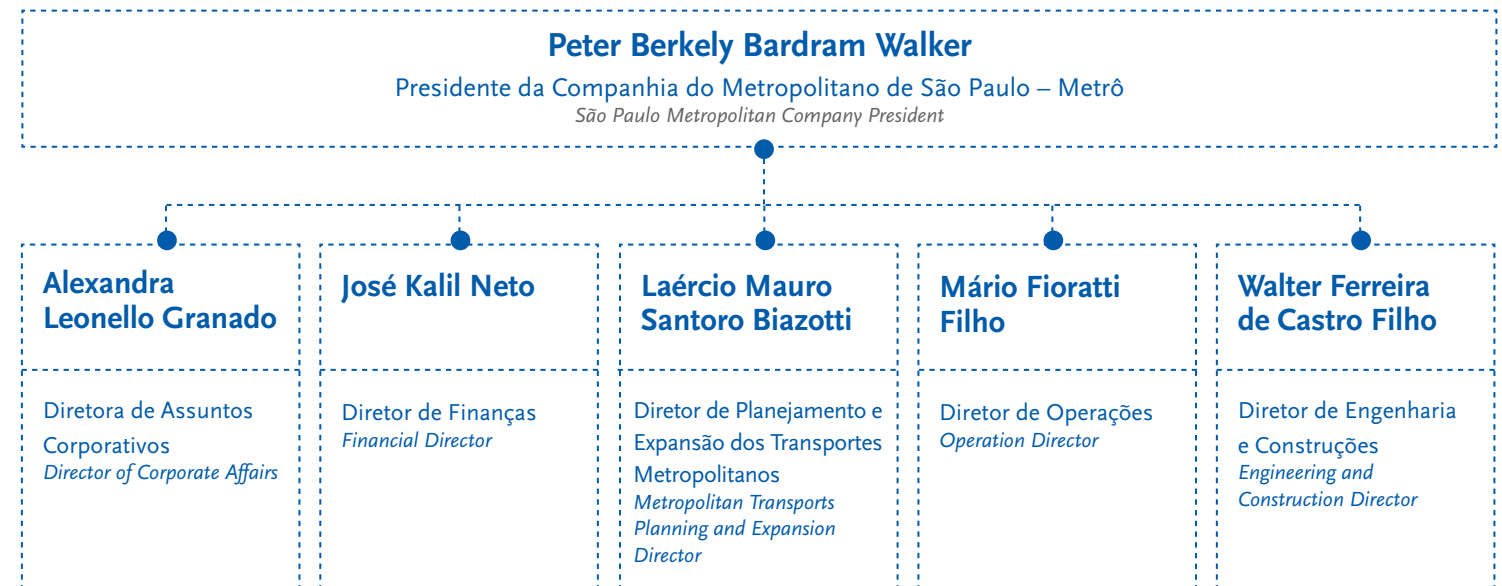 Peter Berkely Bardram Walker
Presidente da Companhia do Metropolitano de São Paulo – Metrô
São Paulo Metropolitan Company President
Alexandra
Leonello Granado
Diretora de Assuntos
Corporativos
Director of Corporate Affairs
José Kalil Neto
Diretor de Finanças
Financial Director
Laércio Mauro
Santoro Biazotti
Diretor de Planejamento e
Expansão dos Transportes
Metropolitanos
Metropolitan Transports
Planning and Expansion
Director
Mário Fioratti
Filho
Diretor de Operações
Operation Director
Walter Ferreira
de Castro Filho
Diretor de Engenharia
e Construções
Engineering and
Construction Director